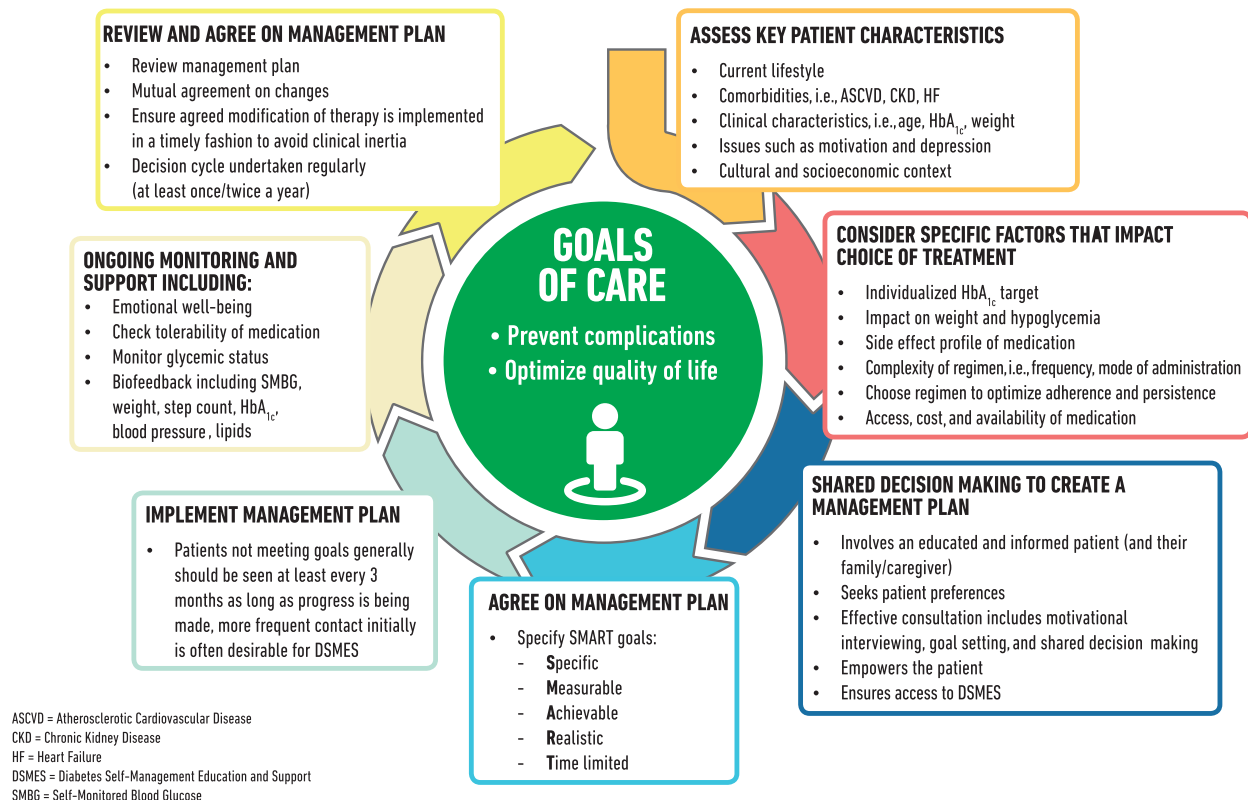 REVIEW AND AGREE ON MANAGEMENT PLAN
• Review management plan
• Mutual agreement on changes
• Ensure agreed modification of therapy is implemented
in a timely fashion to avoid clinical inertia
• Decision cycle undertaken regularly
(at least once/twice a year)
ASSESS KEY PATIENT CHARACTERISTICS
• Current lifestyle
• Comorbidities, i.e., ASCVD, CKD, HF
• Clinical characteristics, i.e., age, HbA1c, weight
• Issues such as motivation and depression
• Cultural and socioeconomic context
CONSIDER SPECIFIC FACTORS THAT IMPACT
CHOICE OF TREATMENT
• Individualized HbA1c target
• Impact on weight and hypoglycemia
• Side effect profile of medication
• Complexity of regimen, i.e., frequency, mode of administration
• Choose regimen to optimize adherence and persistence
• Access, cost, and availability of medication
SHARED DECISION MAKING TO CREATE A
MANAGEMENT PLAN
• Involves an educated and informed patient (and their
family/caregiver)
• Seeks patient preferences
• Effective consultation includes motivational
interviewing, goal setting, and shared decision making
• Empowers the patient
• Ensures access to DSMES
AGREE ON MANAGEMENT PLAN
• Specify SMART goals:
- Specific
- Measurable
- Achievable
- Realistic
- Time limited
IMPLEMENT MANAGEMENT PLAN
• Patients not meeting goals generally
should be seen at least every 3
months as long as progress is being
made, more frequent contact initially
is often desirable for DSMES
ONGOING MONITORING AND
SUPPORT INCLUDING:
• Emotional well-being
• Check tolerability of medication
• Monitor glycemic status
• Biofeedback including SMBG,
weight, step count, HbA1c,
blood pressure, lipids
GOALS
OF CARE
• Prevent complications
• Optimize quality of life
ASCVD = Atherosclerotic Cardiovascular Disease
CKD = Chronic Kidney Disease
HF = Heart Failure
DSMES = Diabetes Self-Management Education and Support
SMBG = Self-Monitored Blood Glucose